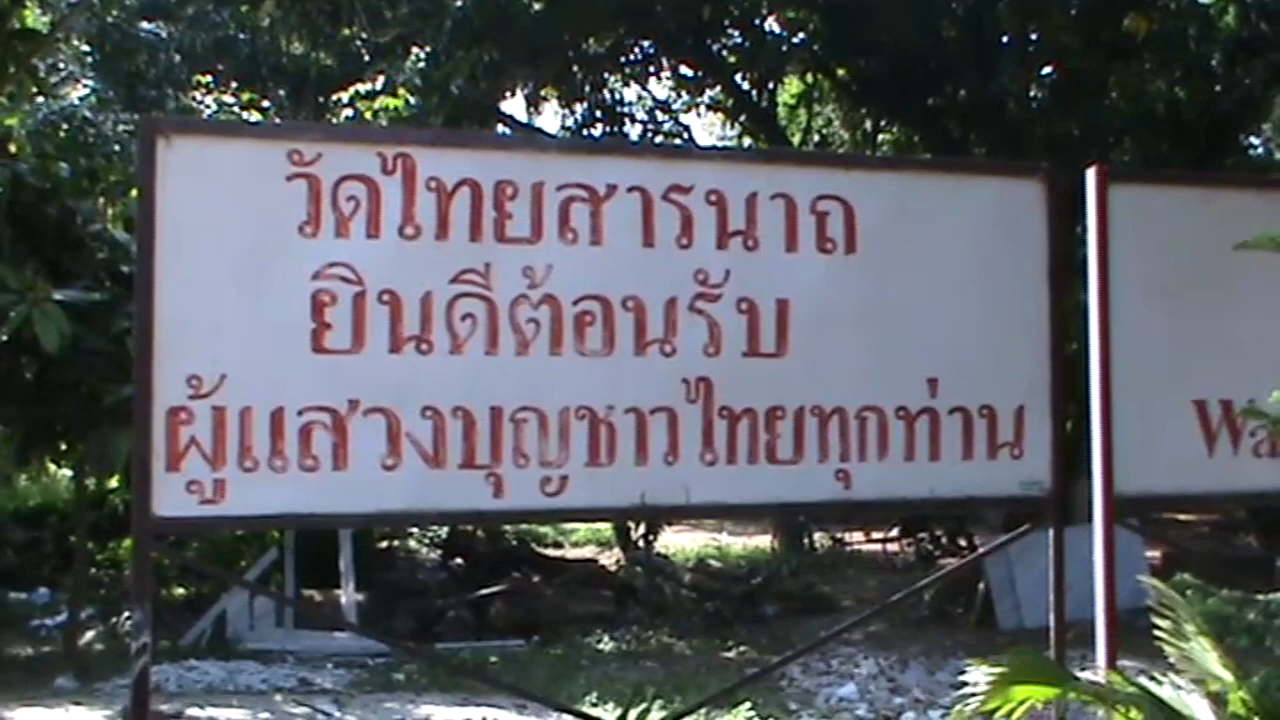 วัดไทยสารนาถ
ยินดีต้อนรับ
ผู้แสวงบุญชาวไทยทุกท่าน
Wa